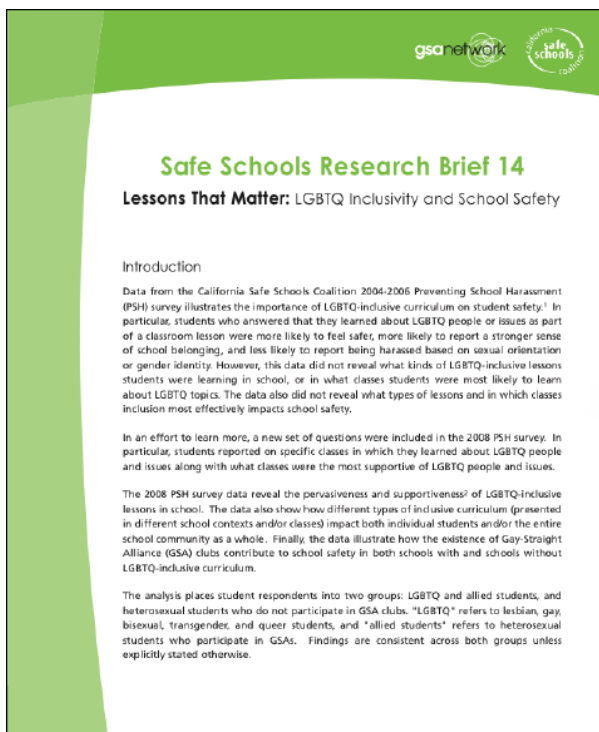 gsanetwork
california safe schools coalition
Safe Schools Research Brief 14
Lessons That Matter: LGBTQ Inclusivity and School Safety
Introduction
Data from the California Safe Schools Coalition 2004-2006 Preventing School Harassment
(PSH) survey illustrates the importance of LGBTQ-inclusive curriculum on student safety.¹ In
particular, students who answered that they learned about LGBTQ people or issues as part
of a classroom lesson were more likely to feel safer, more likely to report a stronger sense
of school belonging, and less likely to report being harassed based on sexual orientation
or gender identity. However, this data did not reveal what kinds of LGBTQ-inclusive lessons
students were learning in school, or in what classes students were most likely to learn
about LGBTQ topics. The data also did not reveal what types of lessons and in which classes
inclusion most effectively impacts school safety.
In an effort to learn more, a new set of questions were included in the 2008 PSH survey. In
particular, students reported on specific classes in which they learned about LGBTQ people
and issues along with what classes were the most supportive of LGBTQ people and issues.
The 2008 PSH survey data reveal the pervasiveness and supportiveness² of LGBTQ-inclusive
lessons in school. The data also show how different types of inclusive curriculum (presented
in different school contexts and/or classes) impact both individual students and/or the entire
school community as a whole. Finally, the data illustrate how the existence of Gay-Straight
Alliance (GSA) clubs contribute to school safety in both schools with and schools without
LGBTQ-inclusive curriculum.
The analysis places student respondents into two groups: LGBTQ and allied students, and
heterosexual students who do not participate in GSA clubs. "LGBTQ" refers to lesbian, gay,
bisexual, transgender, and queer students, and "allied students" refers to heterosexual
students who participate in GSAs. Findings are consistent across both groups unless
explicitly stated otherwise.